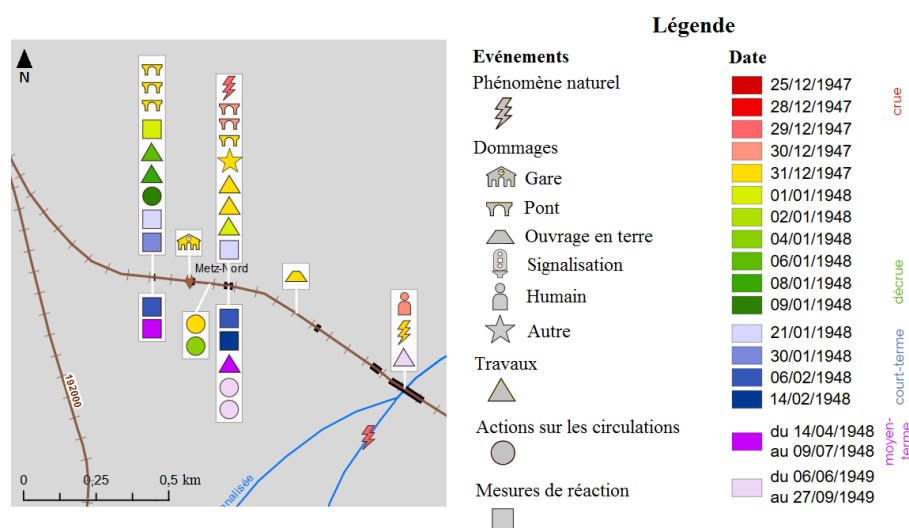 N
Metz-Nord
192000
nalisée
0 0,25 0,5 km
Légende
Evénements
Phénomène naturel
Dommages
Gare
Pont
Ouvrage en terre
Signalisation
Humain
Autre
Travaux
Actions sur les circulations
Mesures de réaction
Date
25/12/1947
28/12/1947
29/12/1947
30/12/1947
31/12/1947
01/01/1948
02/01/1948
04/01/1948
06/01/1948
08/01/1948
09/01/1948
21/01/1948
30/01/1948
06/02/1948
14/02/1948
du 14/04/1948
au 09/07/1948
du 06/06/1949
au 27/09/1949
crue
décrue
court-terme
moyen-
terme